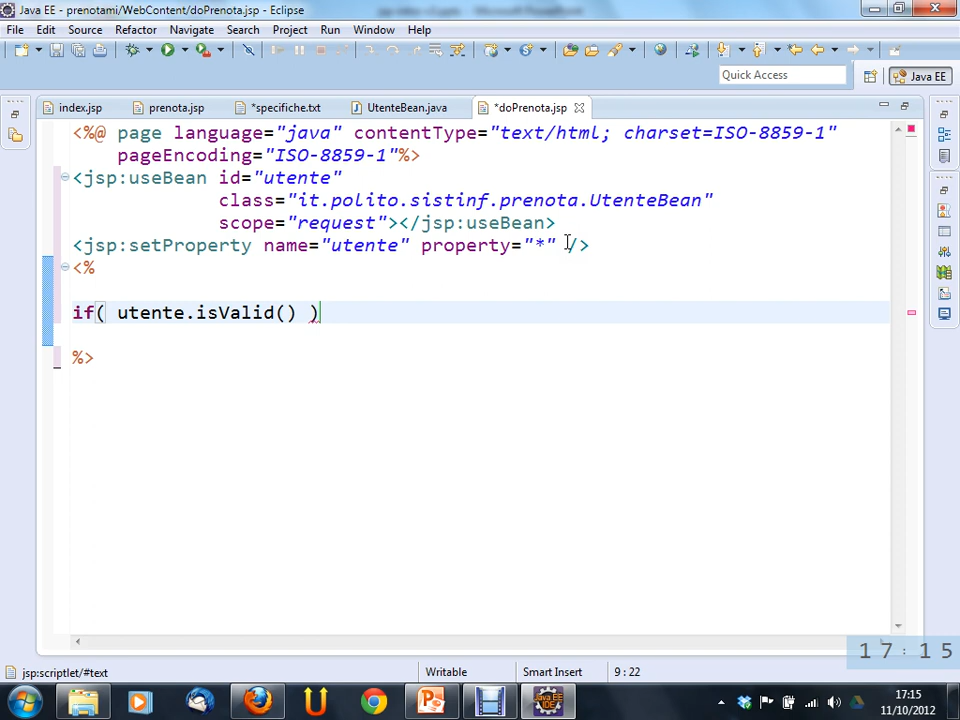 Java EE - prenotami/WebContent/doPrenota.jsp - Eclipse
File Edit Source Refactor Navigate Search Project Run Window Help
Quick Access
Java EE
index.jsp prenota.jsp *specifiche.txt UtenteBean.java *doPrenota.jsp
<%@ page language="java" contentType="text/html; charset=ISO-8859-1"
pageEncoding="ISO-8859-1"%>
<jsp:useBean id="utente"
class="it.polito.sistinf.prenota.UtenteBean"
scope="request"></jsp:useBean>
<jsp:setProperty name="utente" property="*" />
<%
if( utente.isValid() )
%>
17:15
jsp:scriptlet/#text Writable Smart Insert 9 : 22
17:15
11/10/2012